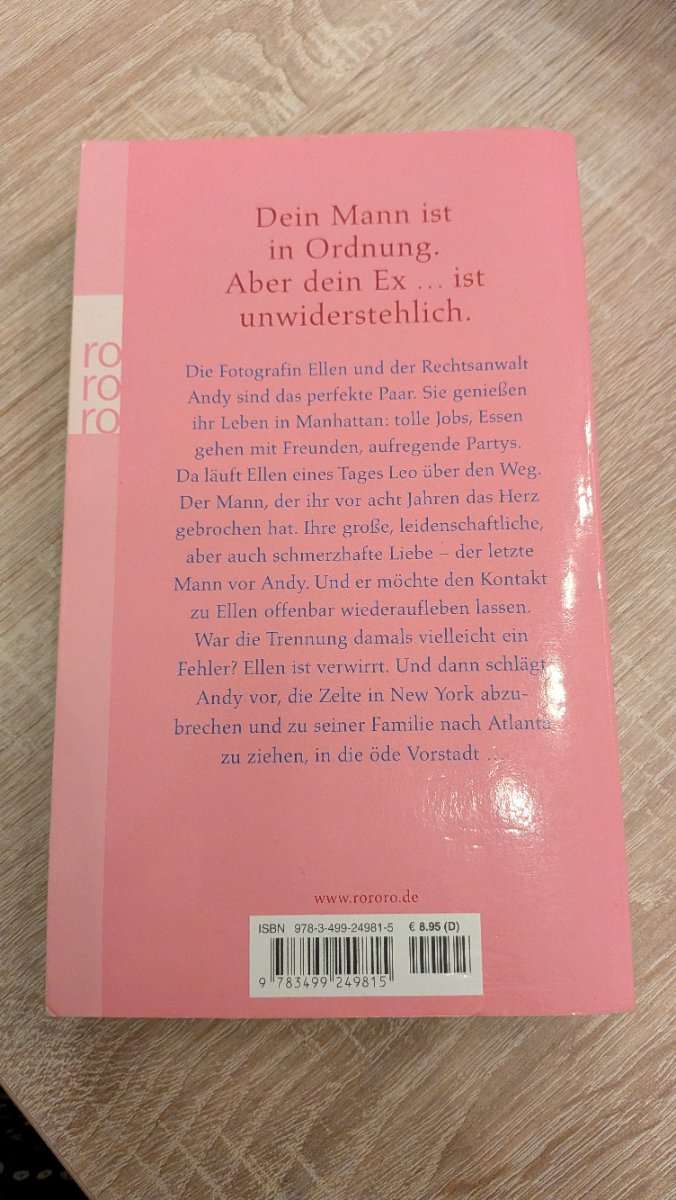 Dein Mann ist
in Ordnung.
Aber dein Ex … ist
unwiderstehlich.
ro
ro
ro
Die Fotografin Ellen und der Rechtsanwalt
Andy sind das perfekte Paar. Sie genießen
ihr Leben in Manhattan: tolle Jobs, Essen
gehen mit Freunden, aufregende Partys.
Da läuft Ellen eines Tages Leo über den Weg.
Der Mann, der ihr vor acht Jahren das Herz
gebrochen hat. Ihre große, leidenschaftliche,
aber auch schmerzhafte Liebe – der letzte
Mann vor Andy. Und er möchte den Kontakt
zu Ellen offenbar wiederaufleben lassen.
War die Trennung damals vielleicht ein
Fehler? Ellen ist verwirrt. Und dann schlägt
Andy vor, die Zelte in New York abzu-
brechen und zu seiner Familie nach Atlanta
zu ziehen, in die öde Vorstadt …
www.rororo.de
ISBN 978-3-499-24981-5 € 8.95 (D)
9 783499 249815